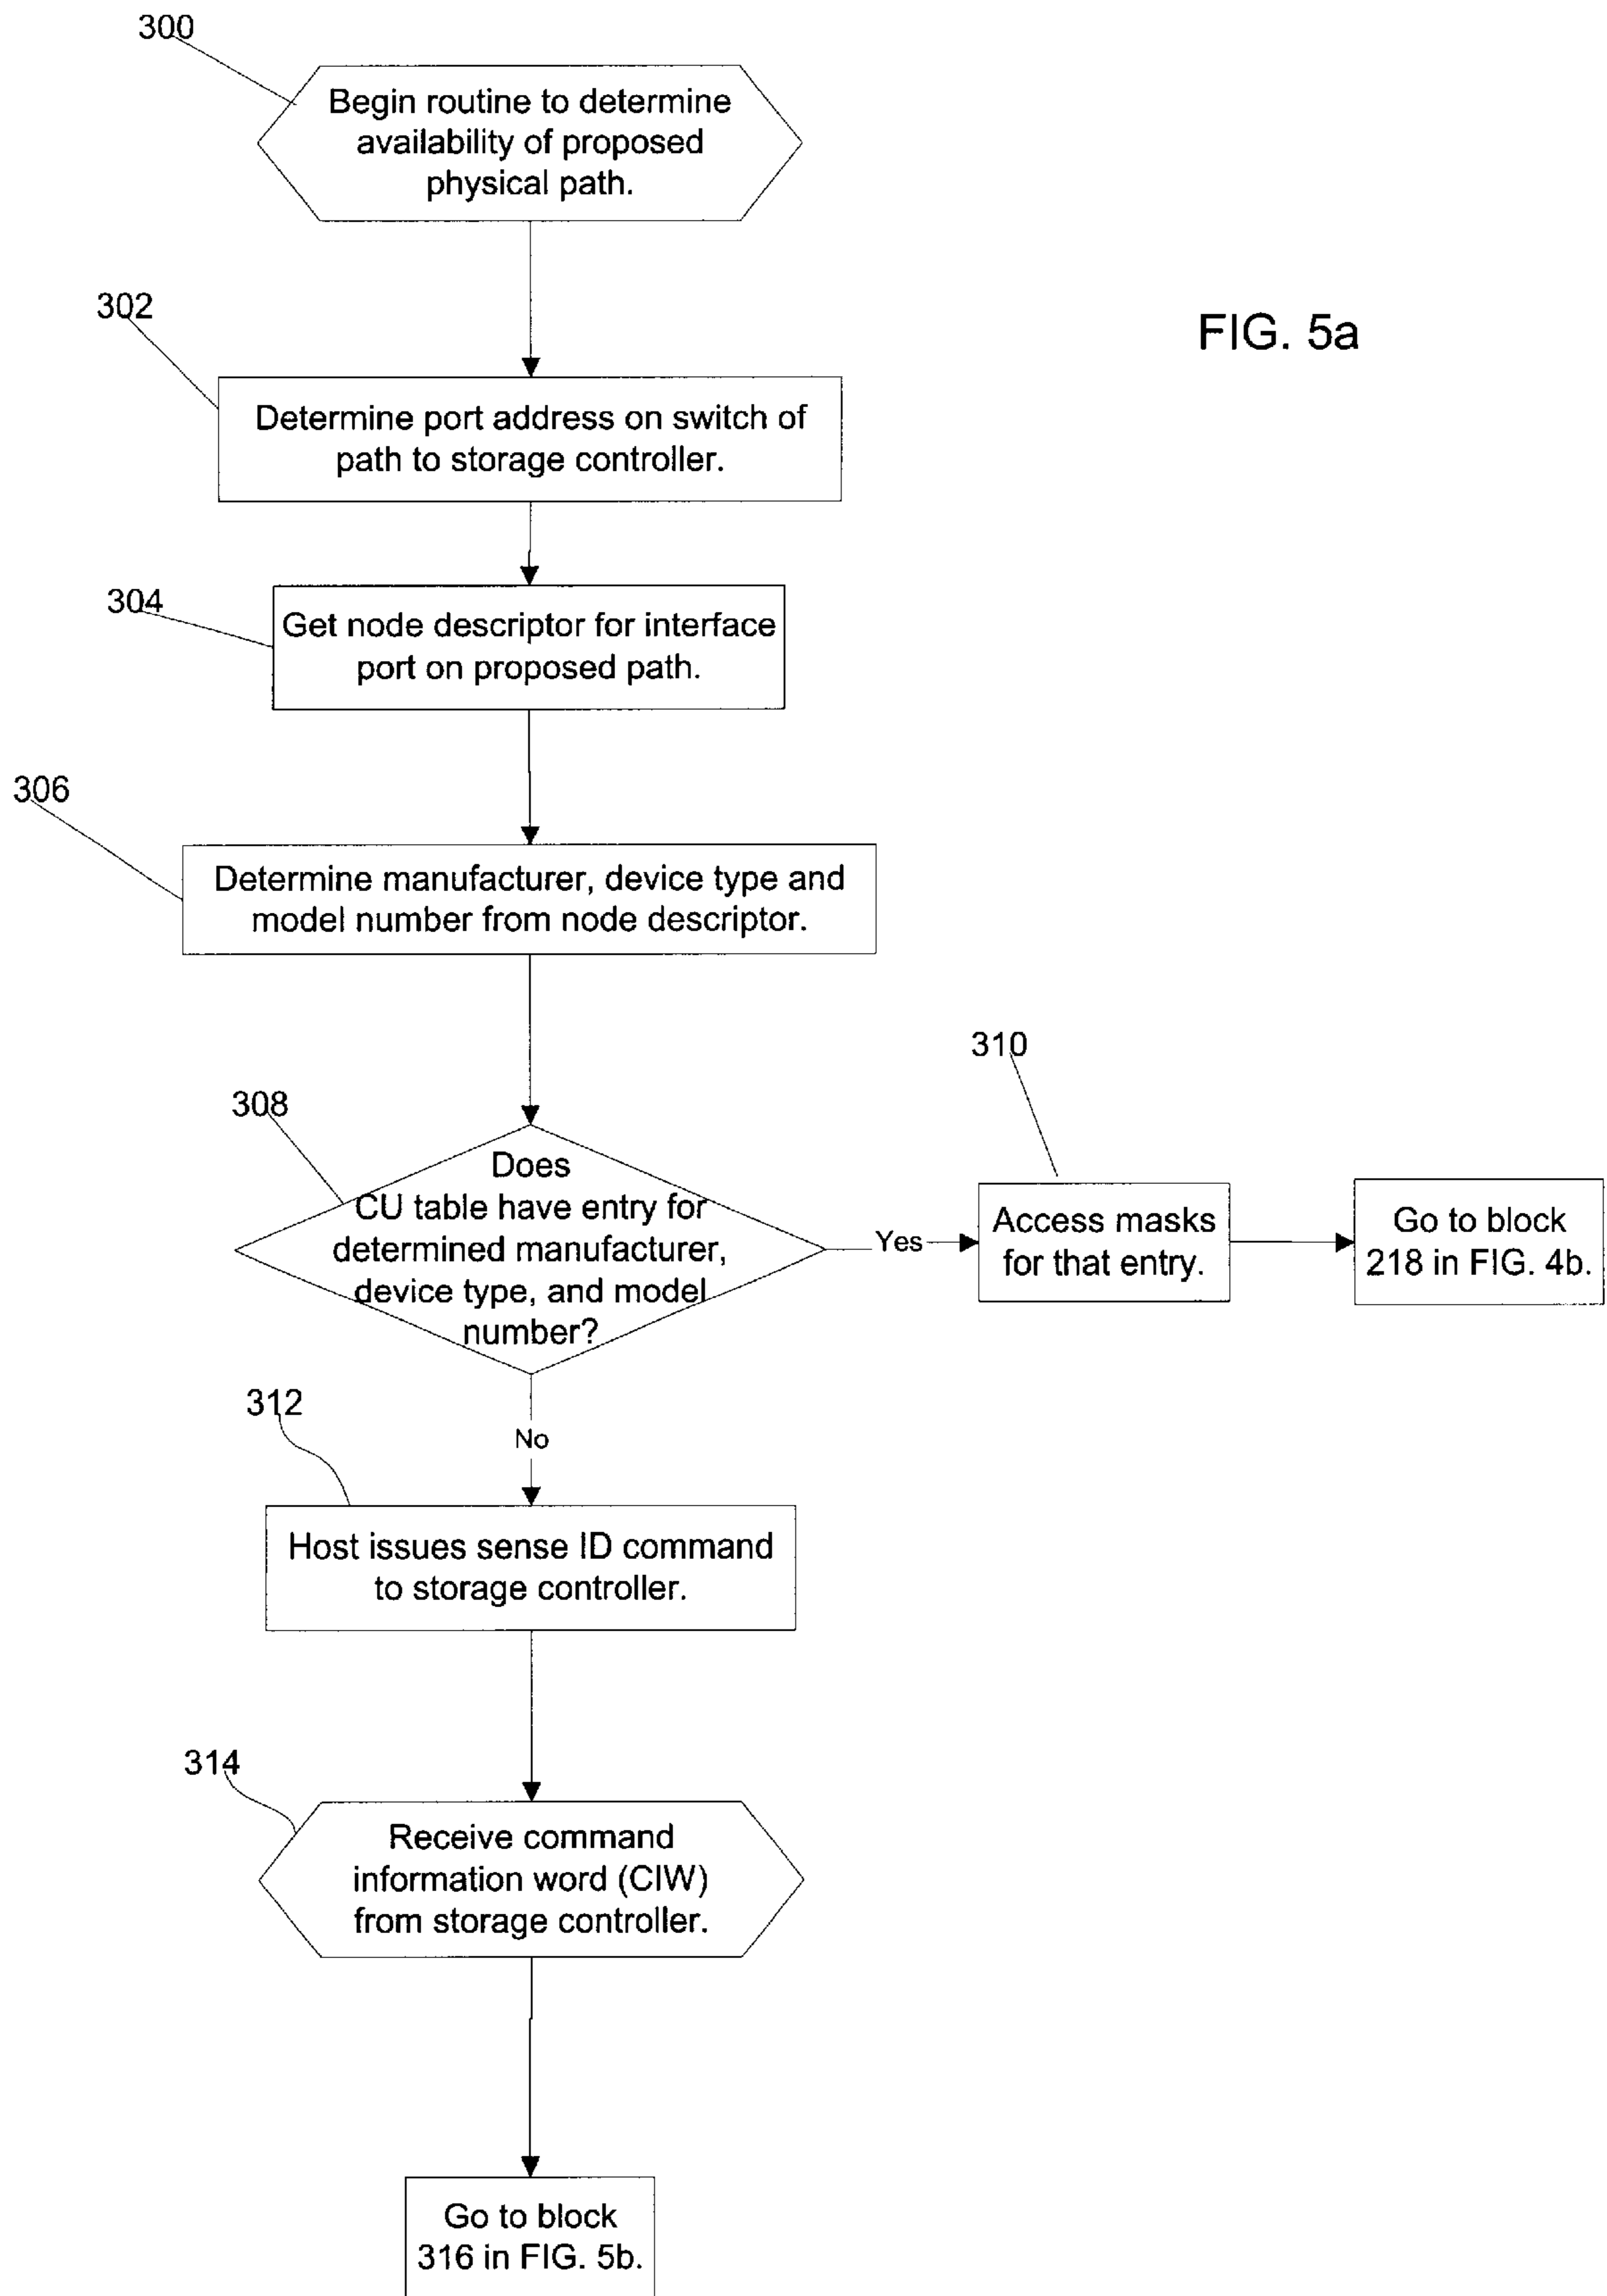 300
Begin routine to determine
availability of proposed
physical path.
302
FIG. 5a
Determine port address on switch of
path to storage controller.
304
Get node descriptor for interface
port on proposed path.
306
Determine manufacturer, device type and
model number from node descriptor.
308
Does
CU table have entry for
determined manufacturer,
device type, and model
number?
Yes
310
Access masks
for that entry.
Go to block
218 in FIG. 4b.
No
312
Host issues sense ID command
to storage controller.
314
Receive command
information word (CIW)
from storage controller.
Go to block
316 in FIG. 5b.